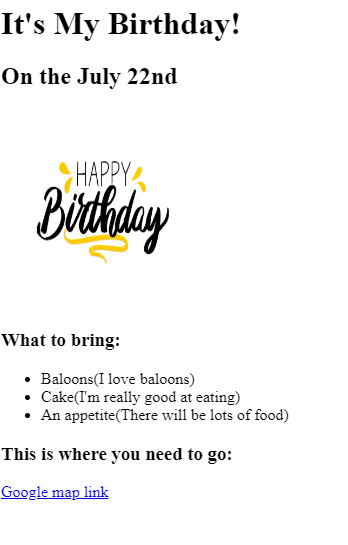 It's My Birthday!
On the July 22nd
HAPPY
Birthday
What to bring:
Baloons(I love baloons)
Cake(I'm really good at eating)
An appetite(There will be lots of food)
This is where you need to go:
Google map link